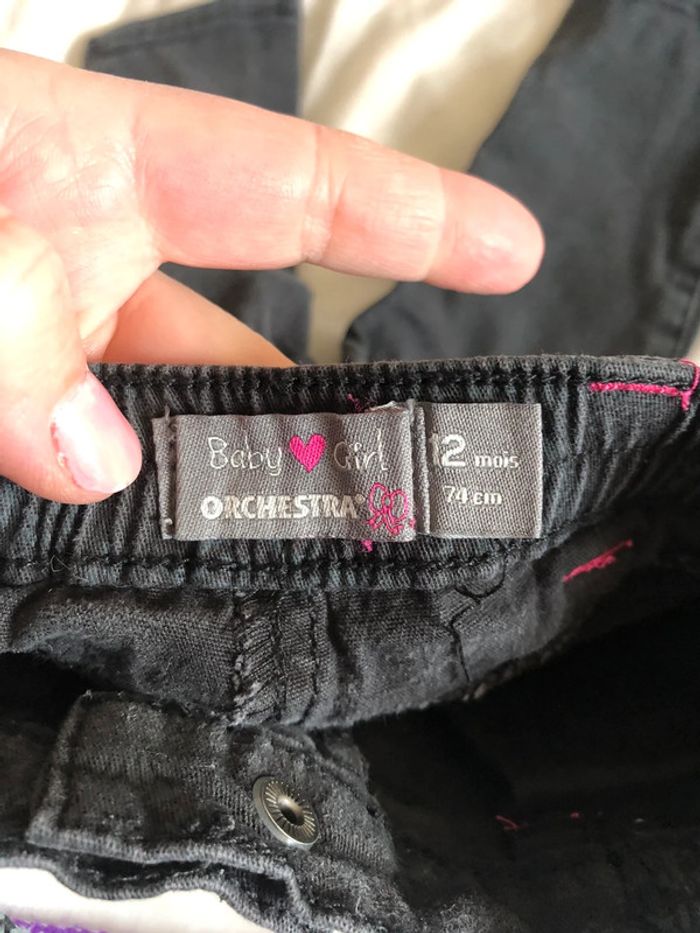 Baby Girl
ORCHESTRA
12 mois
74 cm